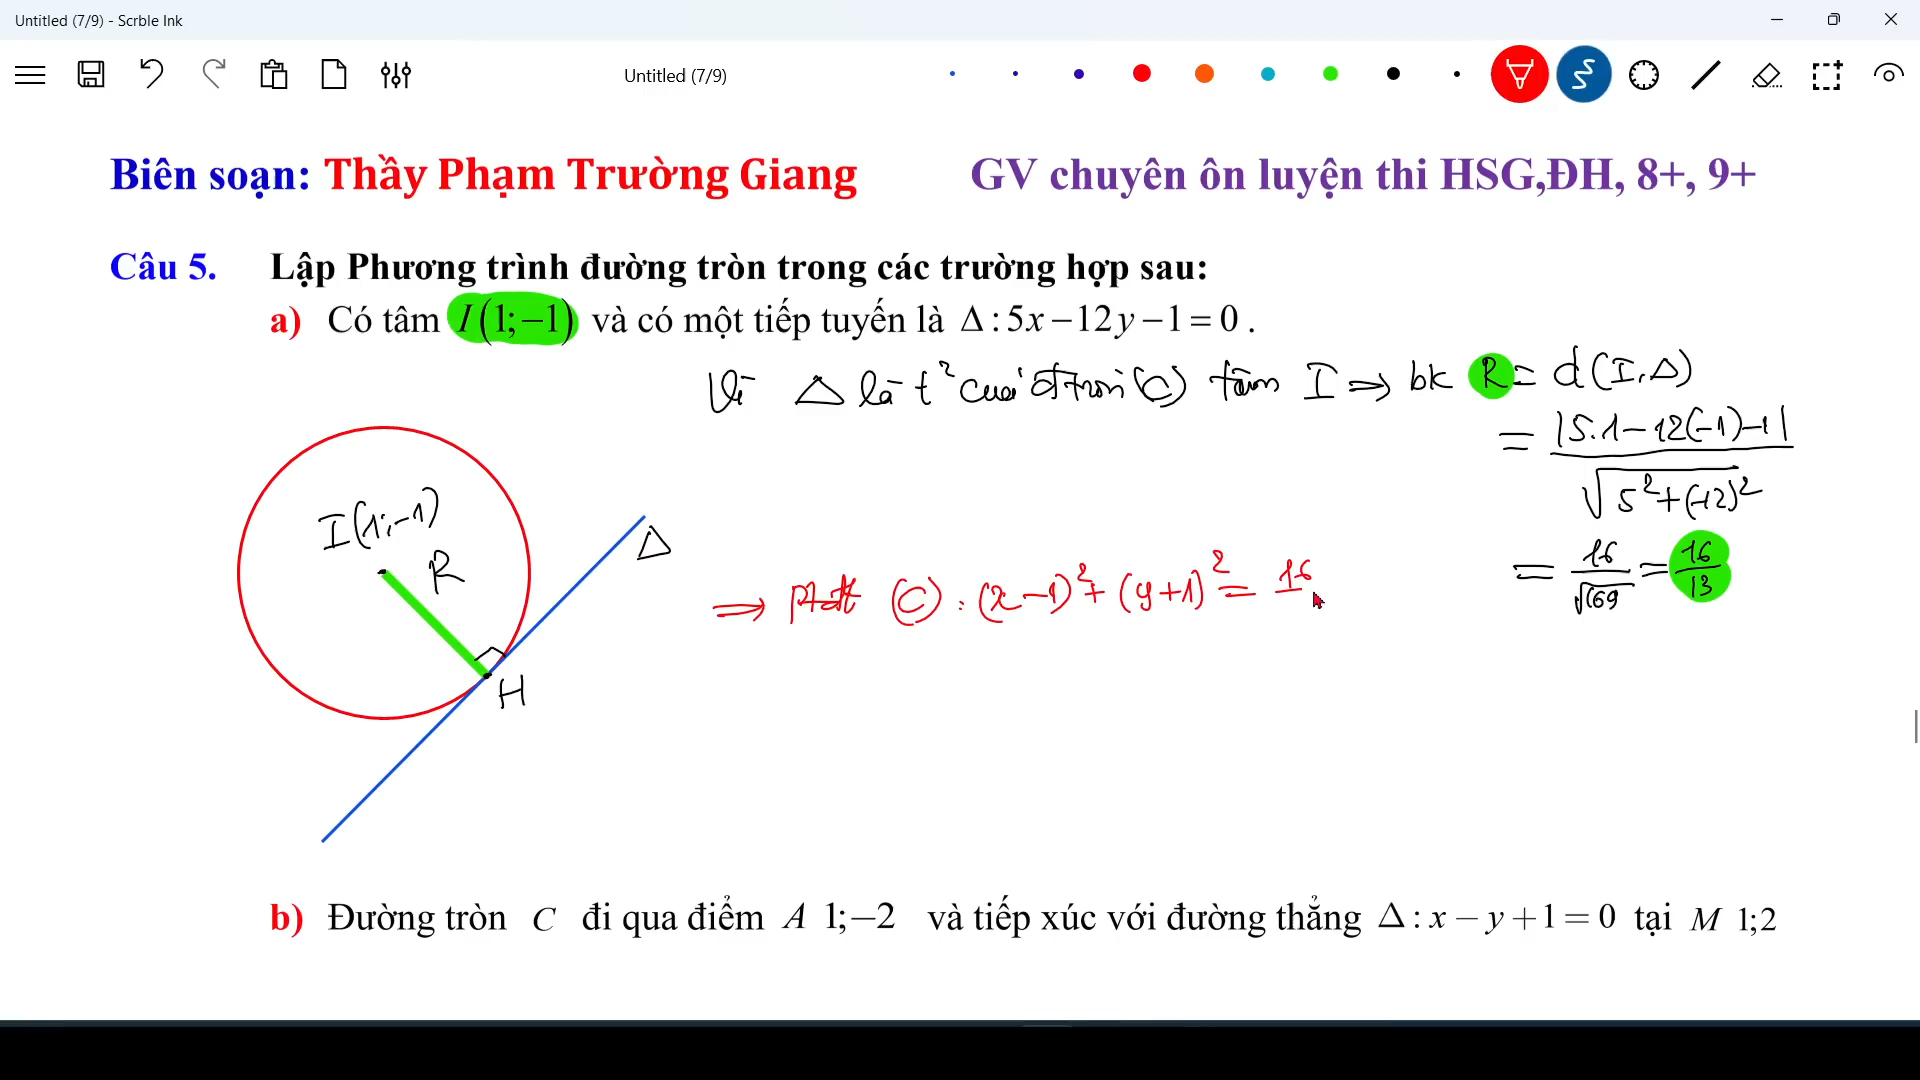 Untitled (7/9) - Scrble Ink
Untitled (7/9)
Biên soạn: Thầy Phạm Trường Giang GV chuyên ôn luyện thi HSG,ĐH, 8+, 9+
Câu 5. Lập Phương trình đường tròn trong các trường hợp sau:
a) Có tâm I(1;−1) và có một tiếp tuyến là Δ:5x−12y−1=0.
Vì Δ là t² của đtròn (C) tâm I ⇒ bk R = d(I,Δ)
= |5.1−12(−1)−1| / √5²+(−12)²
= 16/√169 = 16/13
I(1;−1)
R
Δ
H
⇒ ptđt (C): (x−1)²+(y+1)² = 16
b) Đường tròn C đi qua điểm A 1;−2 và tiếp xúc với đường thẳng Δ:x−y+1=0 tại M 1;2